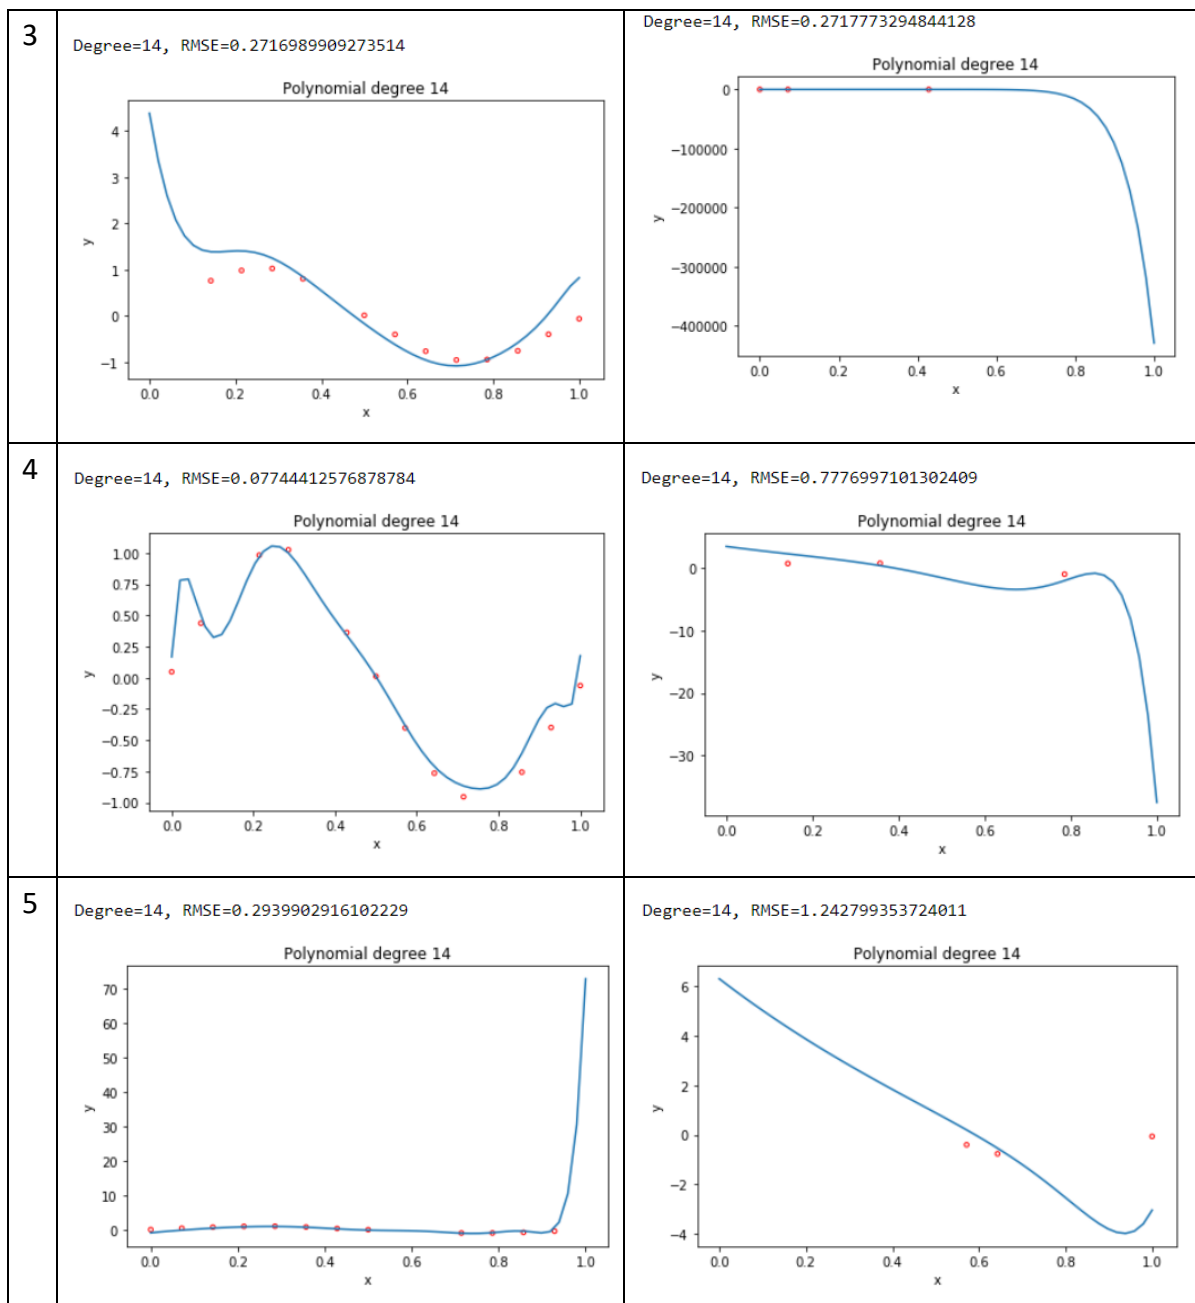 3
Degree=14, RMSE=0.2716989909273514
Polynomial degree 14
4
3
2
1
0
−1
y
0.0 0.2 0.4 0.6 0.8 1.0
x
Degree=14, RMSE=0.2717773294844128
Polynomial degree 14
0
−100000
−200000
−300000
−400000
y
0.0 0.2 0.4 0.6 0.8 1.0
x
4
Degree=14, RMSE=0.07744412576878784
Polynomial degree 14
1.00
0.75
0.50
0.25
0.00
−0.25
−0.50
−0.75
−1.00
y
0.0 0.2 0.4 0.6 0.8 1.0
x
Degree=14, RMSE=0.7776997101302409
Polynomial degree 14
0
−10
−20
−30
y
0.0 0.2 0.4 0.6 0.8 1.0
x
5
Degree=14, RMSE=0.2939902916102229
Polynomial degree 14
70
60
50
40
30
20
10
0
y
0.0 0.2 0.4 0.6 0.8 1.0
x
Degree=14, RMSE=1.242799353724011
Polynomial degree 14
6
4
2
0
−2
−4
y
0.0 0.2 0.4 0.6 0.8 1.0
x